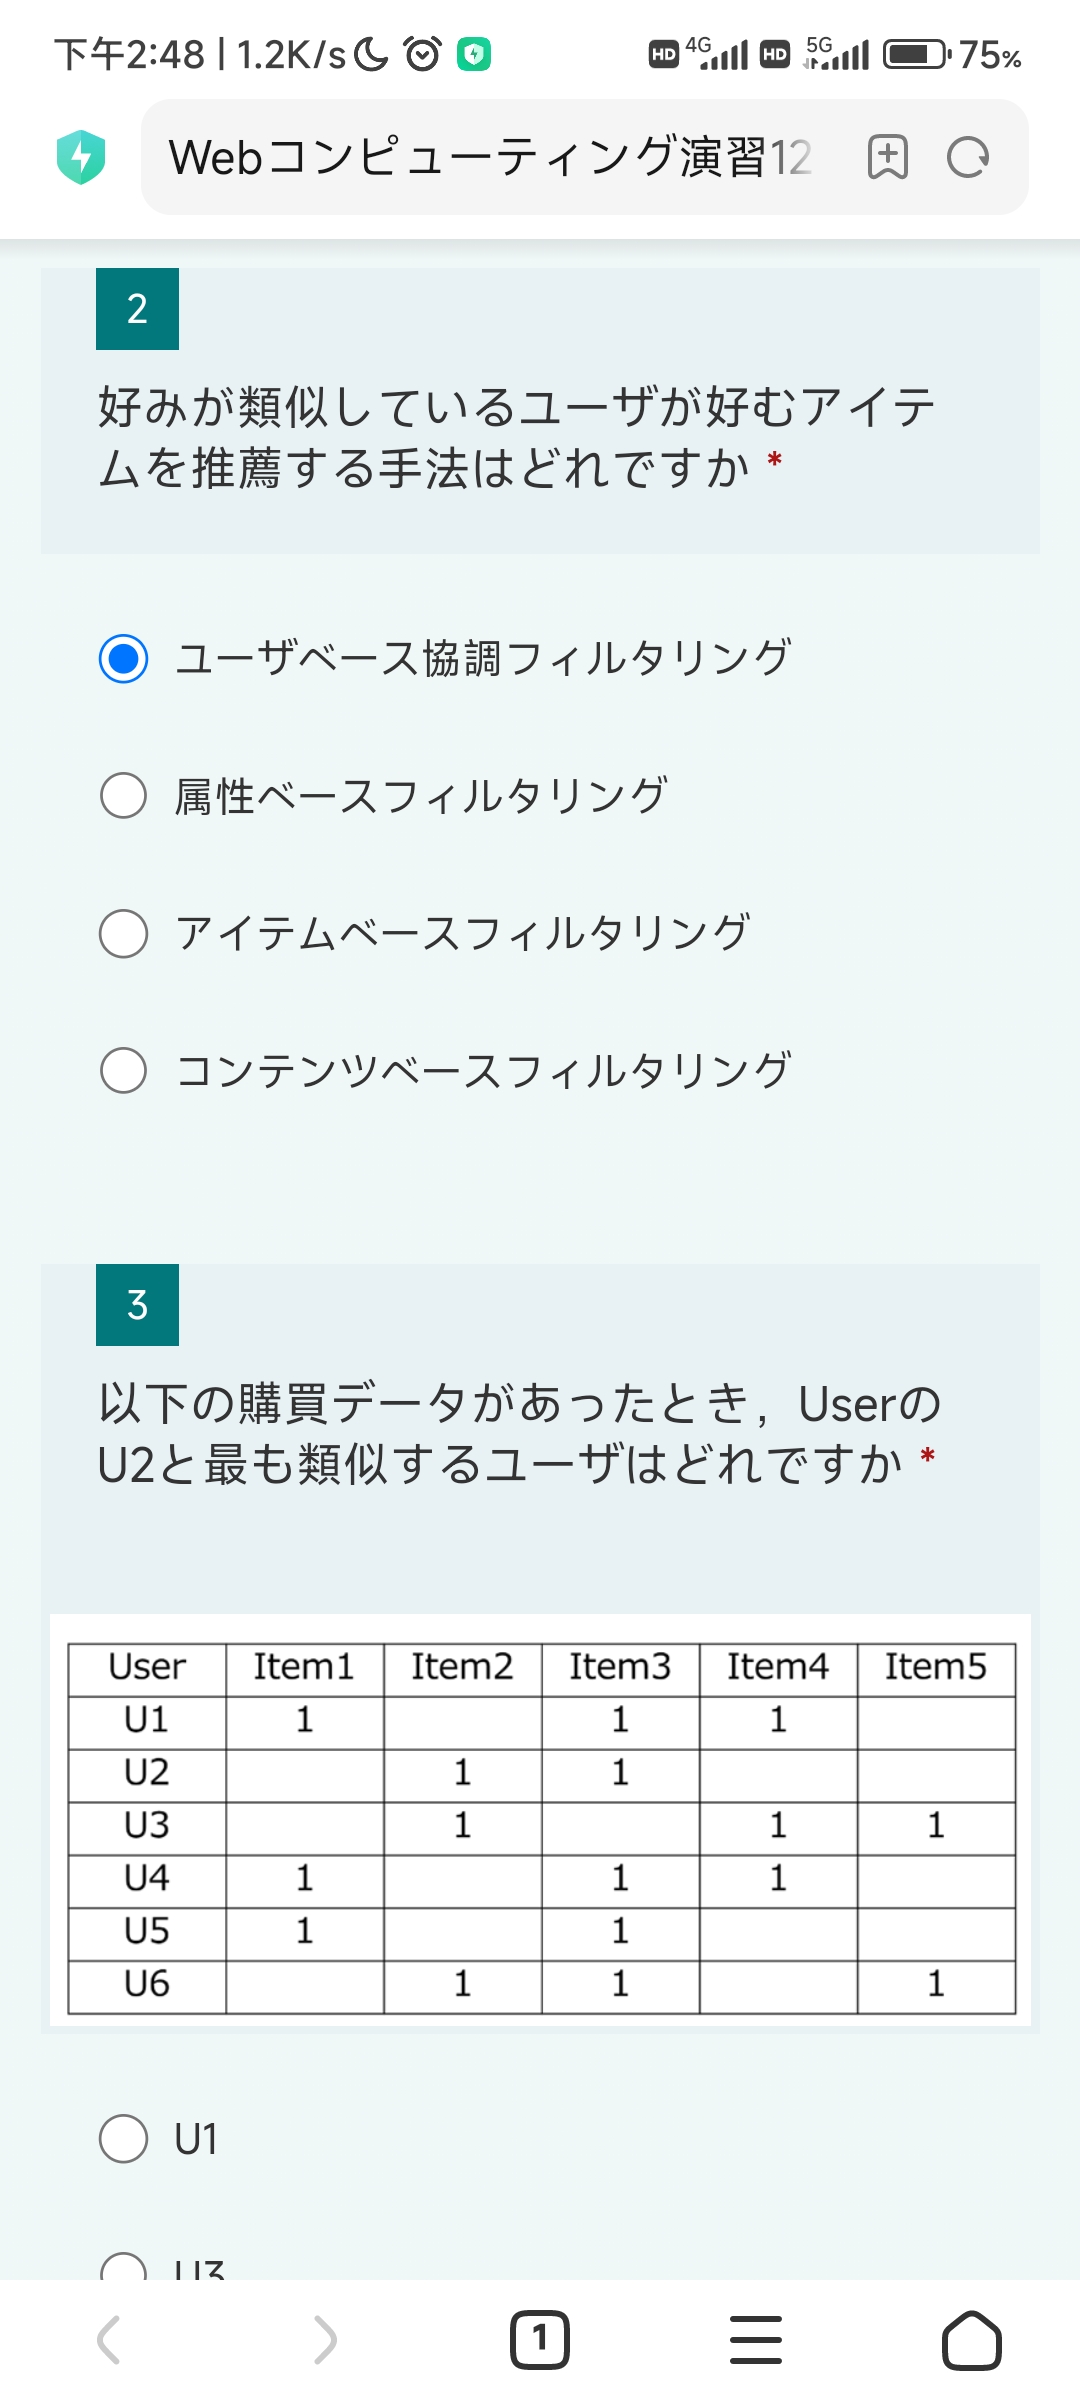 下午2:48 | 1.2K/s HD 4G HD 5G 75%
Webコンピューティング演習12
2
好みが類似しているユーザが好むアイテ
ムを推薦する手法はどれですか *
ユーザベース協調フィルタリング
属性ベースフィルタリング
アイテムベースフィルタリング
コンテンツベースフィルタリング
3
以下の購買データがあったとき，Userの
U2と最も類似するユーザはどれですか *
User Item1 Item2 Item3 Item4 Item5
U1 1 1 1
U2 1 1
U3 1 1 1
U4 1 1 1
U5 1 1
U6 1 1 1
U1
U3
1